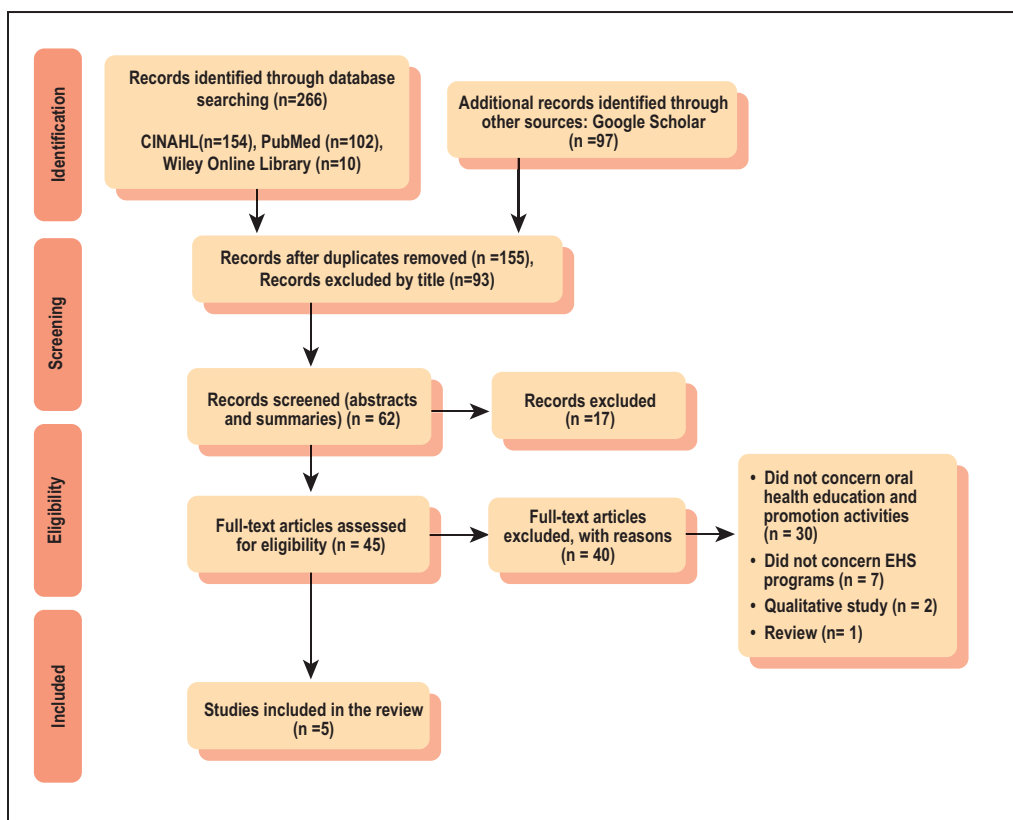 Identification
Records identified through database
searching (n=266)
CINAHL(n=154), PubMed (n=102),
Wiley Online Library (n=10)
Additional records identified through
other sources: Google Scholar
(n =97)
Screening
Records after duplicates removed (n =155),
Records excluded by title (n=93)
Records screened (abstracts
and summaries) (n = 62)
Records excluded
(n =17)
Eligibility
Full-text articles assessed
for eligibility (n = 45)
Full-text articles
excluded, with reasons
(n = 40)
• Did not concern oral
health education and
promotion activities
(n = 30)
• Did not concern EHS
programs (n = 7)
• Qualitative study (n = 2)
• Review (n= 1)
Included
Studies included in the review
(n =5)